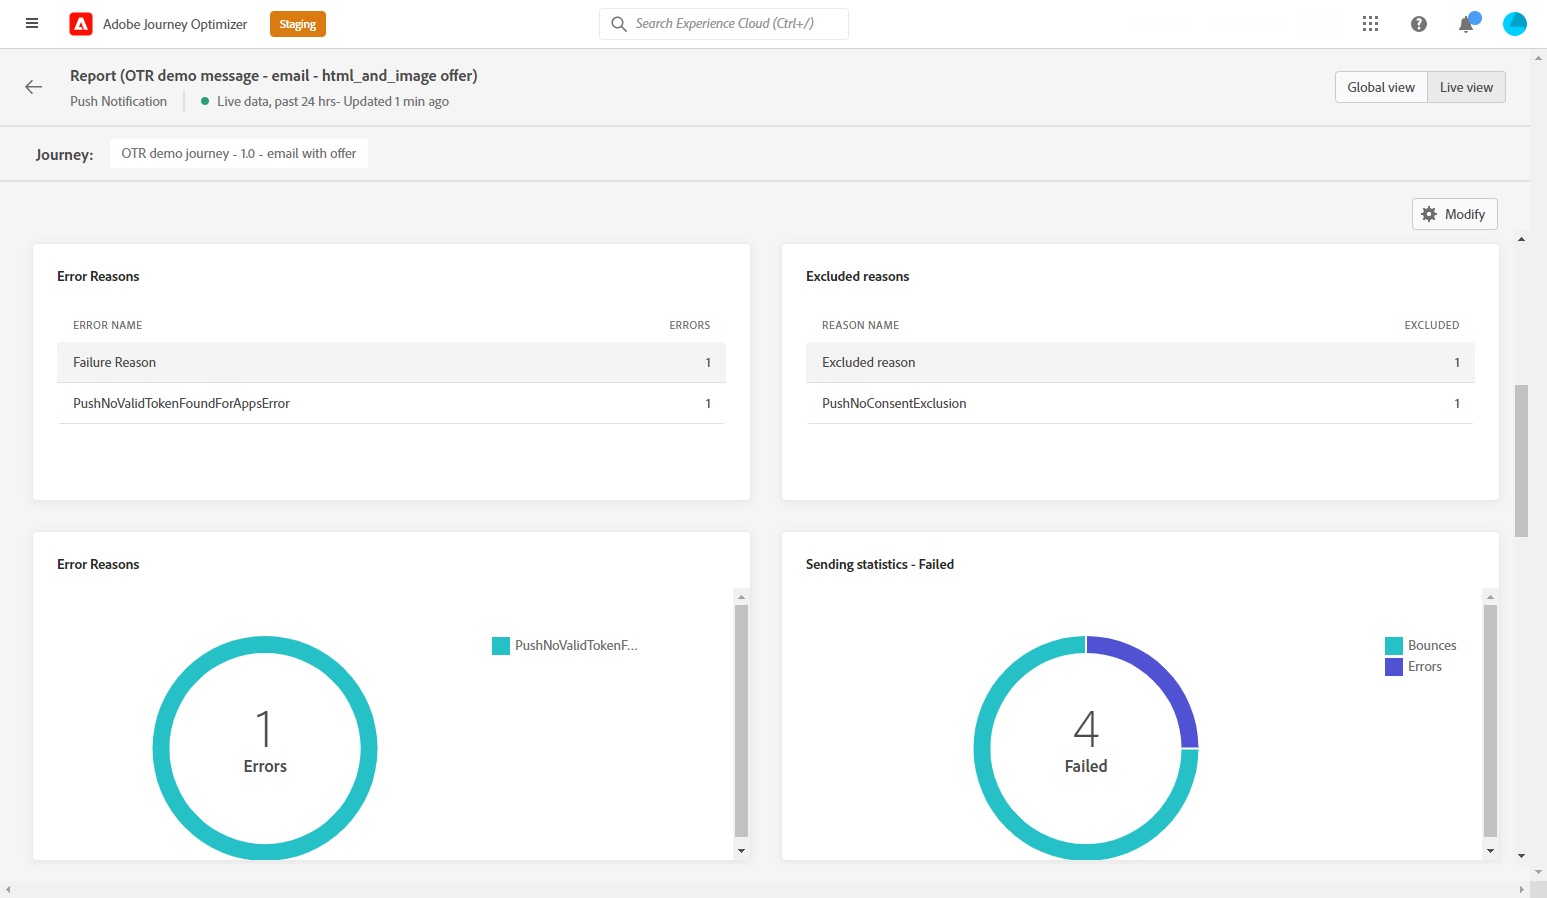 Adobe Journey Optimizer
Staging
Search Experience Cloud (Ctrl+/)
Report (OTR demo message - email - html_and_image offer)
Push Notification
Live data, past 24 hrs- Updated 1 min ago
Global view
Live view
Journey:
OTR demo journey - 1.0 - email with offer
Modify
Error Reasons
ERROR NAME ERRORS
Failure Reason 1
PushNoValidTokenFoundForAppsError 1
Excluded reasons
REASON NAME EXCLUDED
Excluded reason 1
PushNoConsentExclusion 1
Error Reasons
1
Errors
PushNoValidTokenF...
Sending statistics - Failed
4
Failed
Bounces
Errors